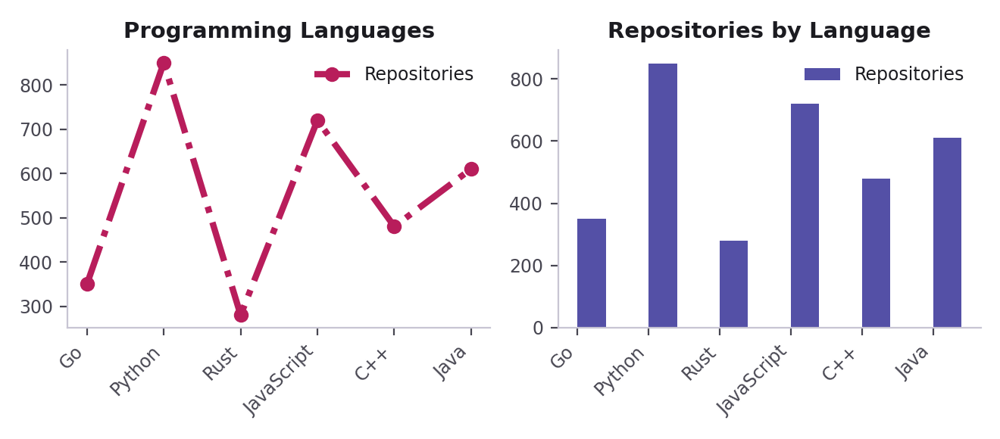 Programming Languages
Repositories
800
700
600
500
400
300
Go
Python
Rust
JavaScript
C++
Java
Repositories by Language
Repositories
800
600
400
200
0
Go
Python
Rust
JavaScript
C++
Java